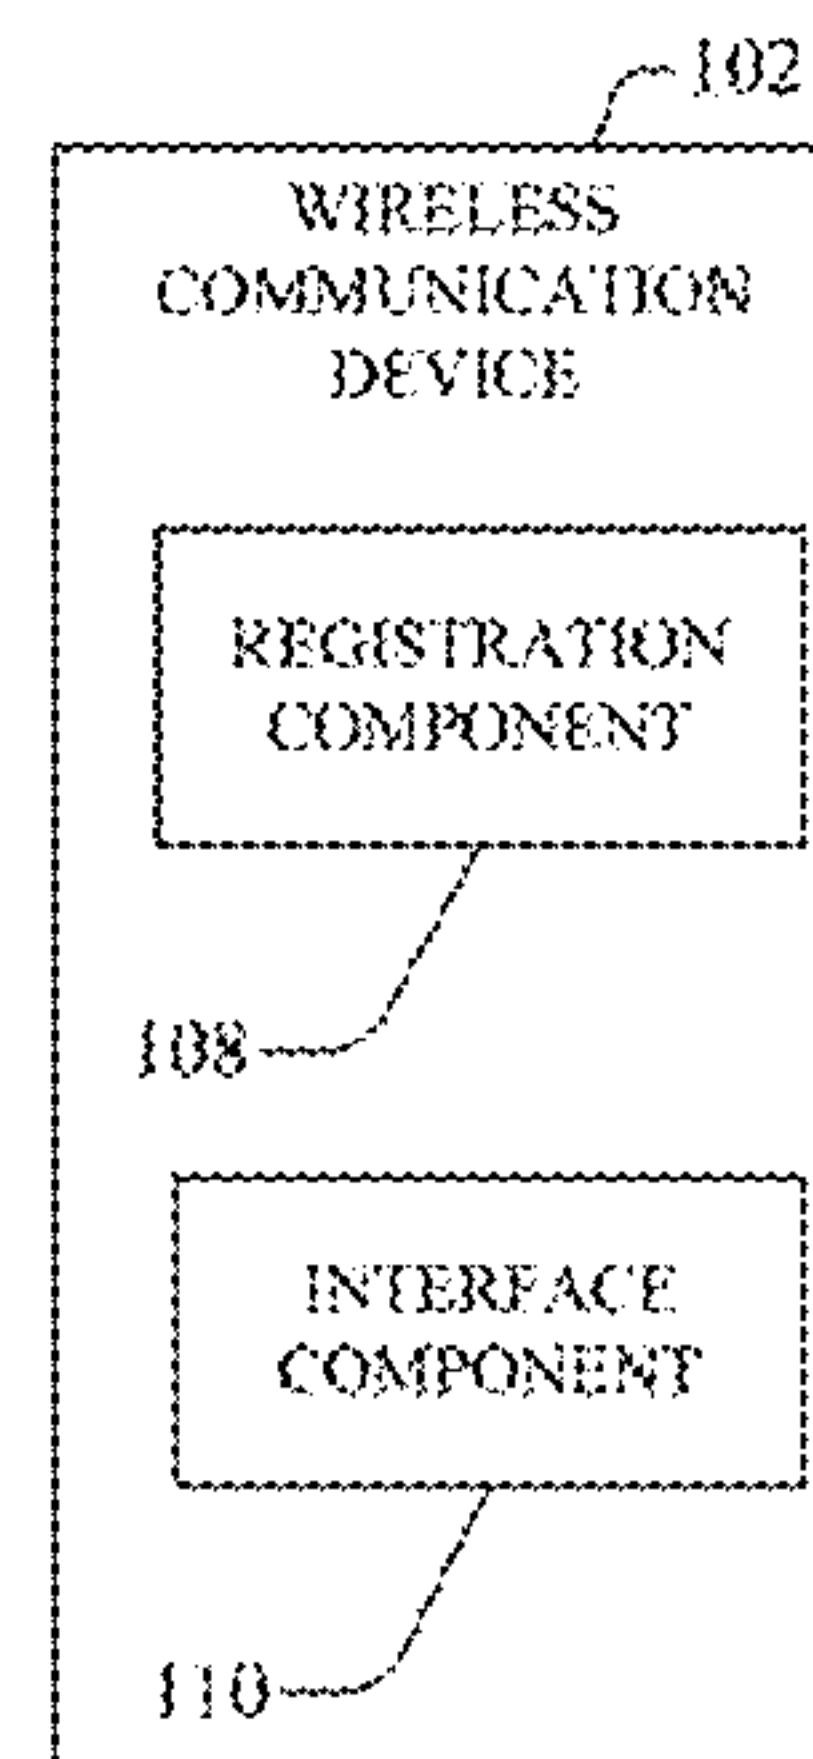 102
WIRELESS
COMMUNICATION
DEVICE
REGISTRATION
COMPONENT
108
INTERFACE
COMPONENT
110